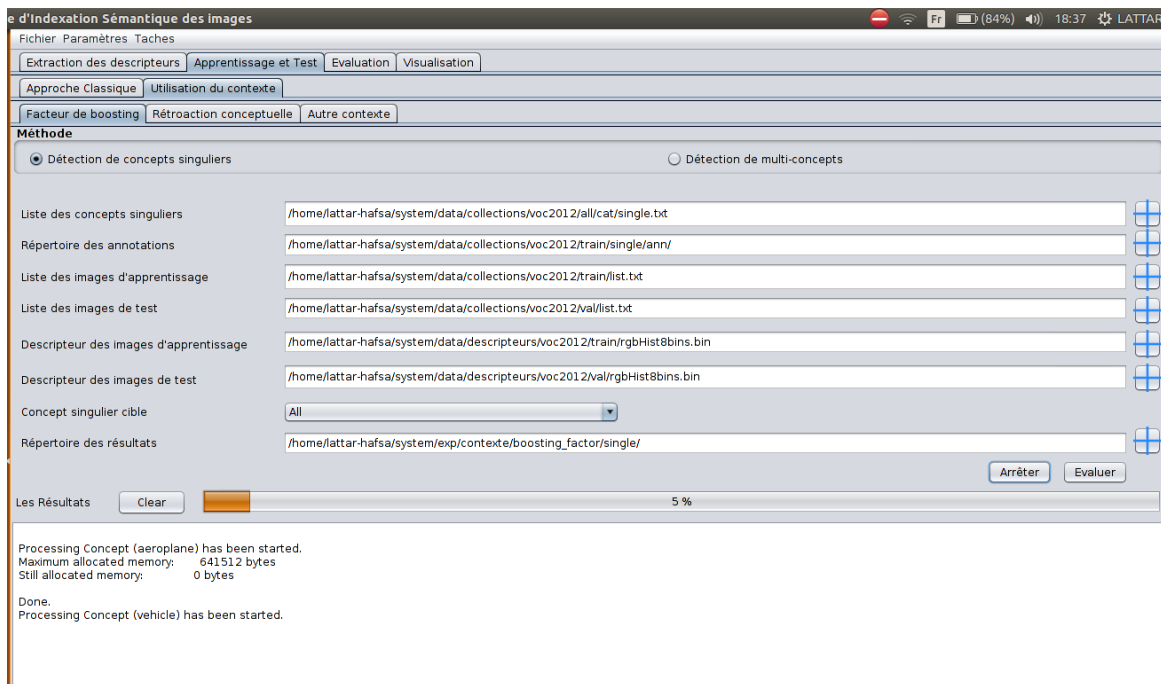 e d'Indexation Sémantique des images Fr (84%) 18:37 LATTAR
Fichier Paramètres Taches
Extraction des descripteurs Apprentissage et Test Evaluation Visualisation
Approche Classique Utilisation du contexte
Facteur de boosting Rétroaction conceptuelle Autre contexte
Méthode
Détection de concepts singuliers Détection de multi-concepts
Liste des concepts singuliers /home/lattar-hafsa/system/data/collections/voc2012/all/cat/single.txt
Répertoire des annotations /home/lattar-hafsa/system/data/collections/voc2012/train/single/ann/
Liste des images d'apprentissage /home/lattar-hafsa/system/data/collections/voc2012/train/list.txt
Liste des images de test /home/lattar-hafsa/system/data/collections/voc2012/val/list.txt
Descripteur des images d'apprentissage /home/lattar-hafsa/system/data/descripteurs/voc2012/train/rgbHist8bins.bin
Descripteur des images de test /home/lattar-hafsa/system/data/descripteurs/voc2012/val/rgbHist8bins.bin
Concept singulier cible All
Répertoire des résultats /home/lattar-hafsa/system/exp/contexte/boosting_factor/single/
Arrêter Evaluer
Les Résultats Clear 5 %
Processing Concept (aeroplane) has been started.
Maximum allocated memory: 641512 bytes
Still allocated memory: 0 bytes
Done.
Processing Concept (vehicle) has been started.